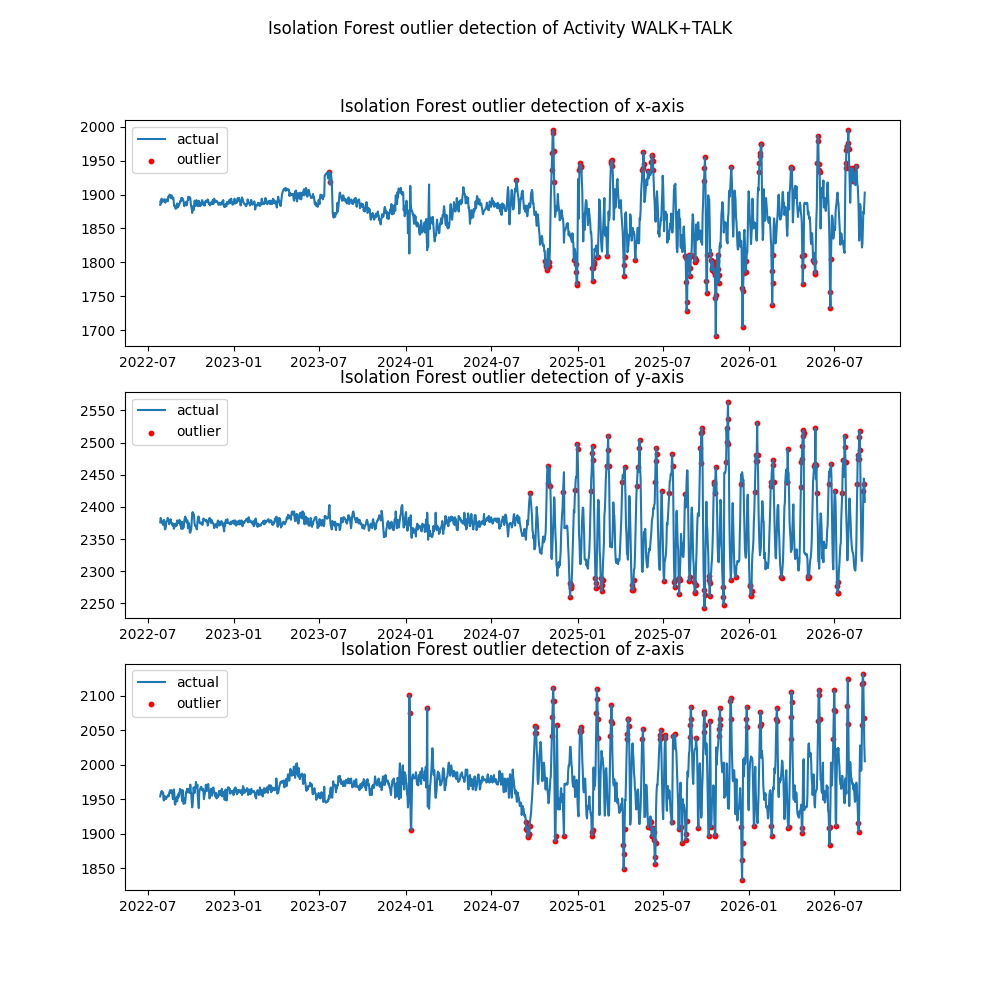 Isolation Forest outlier detection of Activity WALK+TALK
Isolation Forest outlier detection of x-axis
2000
1950
1900
1850
1800
1750
1700
actual
outlier
2022-07 2023-01 2023-07 2024-01 2024-07 2025-01 2025-07 2026-01 2026-07
Isolation Forest outlier detection of y-axis
2550
2500
2450
2400
2350
2300
2250
actual
outlier
2022-07 2023-01 2023-07 2024-01 2024-07 2025-01 2025-07 2026-01 2026-07
Isolation Forest outlier detection of z-axis
2100
2050
2000
1950
1900
1850
actual
outlier
2022-07 2023-01 2023-07 2024-01 2024-07 2025-01 2025-07 2026-01 2026-07